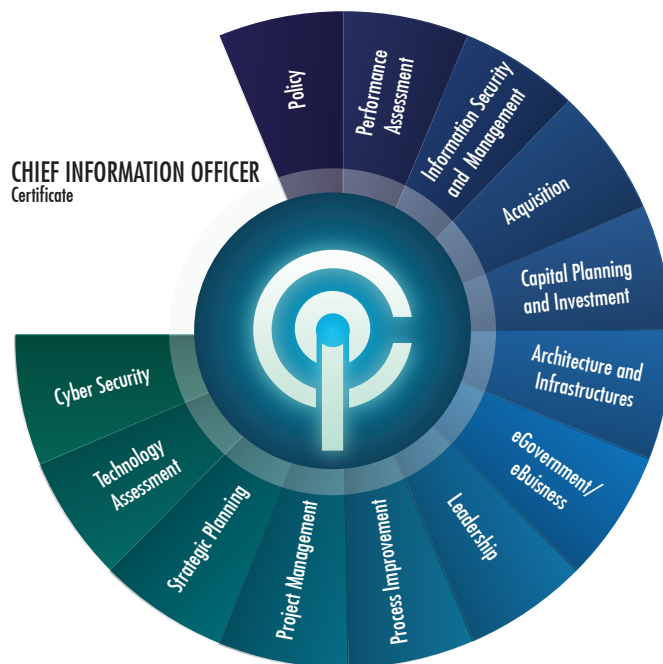 CHIEF INFORMATION OFFICER
Certificate
Policy
Performance
Assessment
Information Security
and Management
Acquisition
Capital Planning
and Investment
Architecture and
Infrastructures
eGovernment/
eBuisness
Leadership
Process Improvement
Project Management
Strategic Planning
Technology
Assessment
Cyber Security